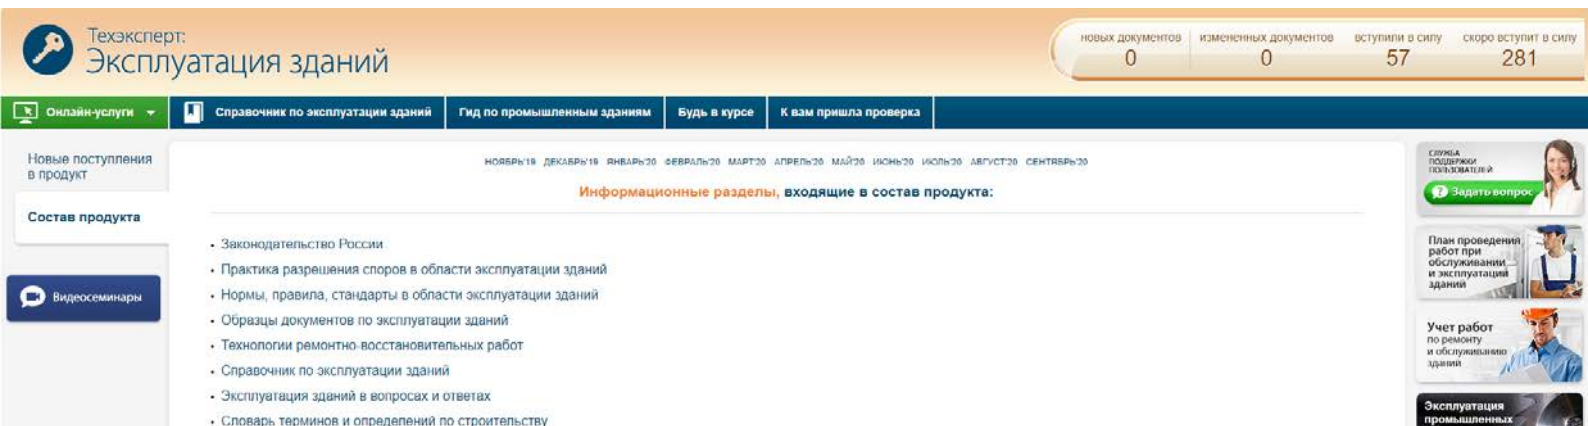 Техэксперт:
Эксплуатация зданий
новых документов
0
измененных документов
0
вступили в силу
57
скоро вступит в силу
281
Онлайн-услуги
Справочник по эксплуатации зданий
Гид по промышленным зданиям
Будь в курсе
К вам пришла проверка
Новые поступления
в продукт
Состав продукта
Видеосеминары
НОЯБРЬ'19 ДЕКАБРЬ'19 ЯНВАРЬ'20 ФЕВРАЛЬ'20 МАРТ'20 АПРЕЛЬ'20 МАЙ'20 ИЮНЬ'20 ИЮЛЬ'20 АВГУСТ'20 СЕНТЯБРЬ'20
Информационные разделы, входящие в состав продукта:
• Законодательство России
• Практика разрешения споров в области эксплуатации зданий
• Нормы, правила, стандарты в области эксплуатации зданий
• Образцы документов по эксплуатации зданий
• Технологии ремонтно-восстановительных работ
• Справочник по эксплуатации зданий
• Эксплуатация зданий в вопросах и ответах
• Словарь терминов и определений по строительству
СЛУЖБА
ПОДДЕРЖКИ
ПОЛЬЗОВАТЕЛЕЙ
Задать вопрос
План проведения
работ при
обслуживании
и эксплуатации
зданий
Учет работ
по ремонту
и обслуживанию
зданий
Эксплуатация
промышленных